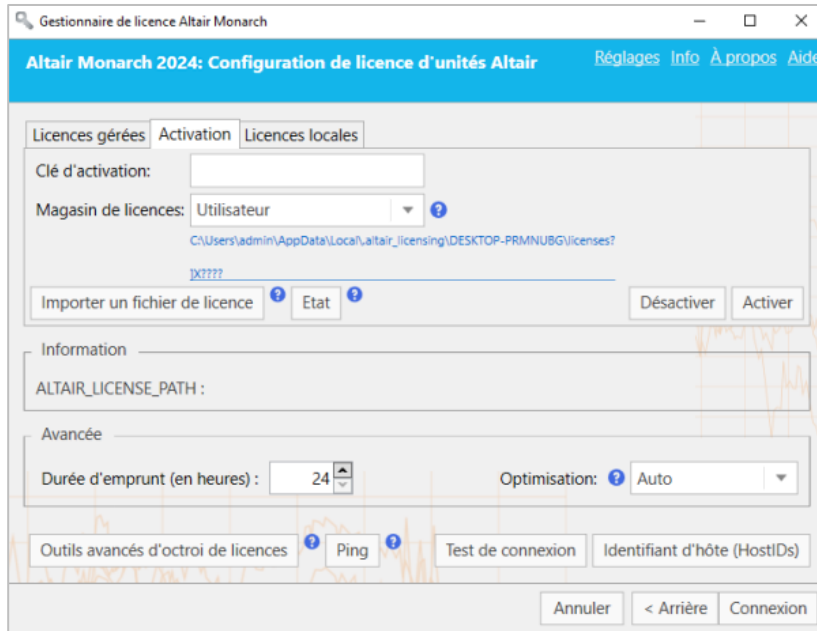 Gestionnaire de licence Altair Monarch
Altair Monarch 2024: Configuration de licence d'unités Altair
Réglages Info À propos Aide
Licences gérées Activation Licences locales
Clé d'activation:
Magasin de licences: Utilisateur ?
C:\Users\admin\AppData\Local\.altair_licensing\DESKTOP-PRMNUBG\licenses?
]X????
Importer un fichier de licence ? Etat ? Désactiver Activer
Information
ALTAIR_LICENSE_PATH :
Avancée
Durée d'emprunt (en heures) : 24 Optimisation: ? Auto
Outils avancés d'octroi de licences ? Ping ? Test de connexion Identifiant d'hôte (HostIDs)
Annuler < Arrière Connexion